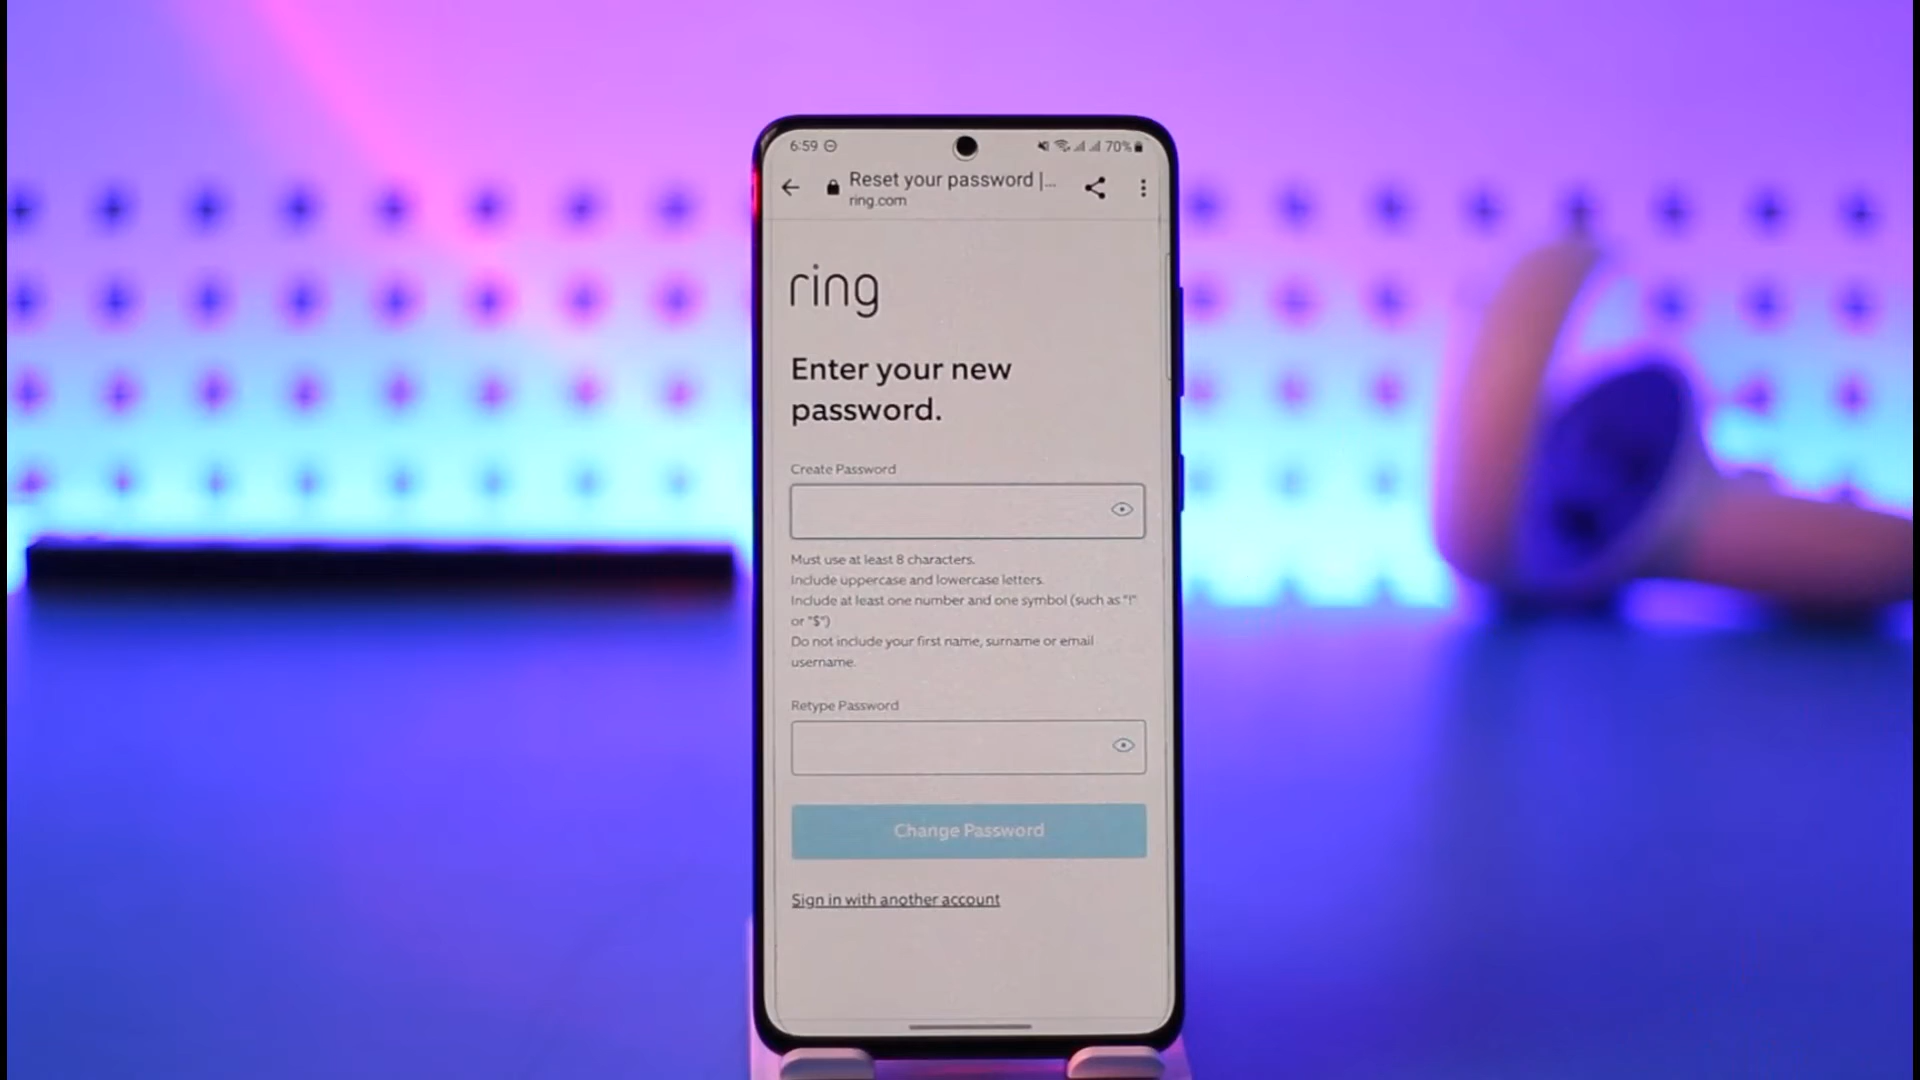 6:59 70%
Reset your password |...
ring.com
ring
Enter your new
password.
Create Password
Must use at least 8 characters.
Include uppercase and lowercase letters.
Include at least one number and one symbol (such as "!"
or "$")
Do not include your first name, surname or email
username.
Retype Password
Change Password
Sign in with another account